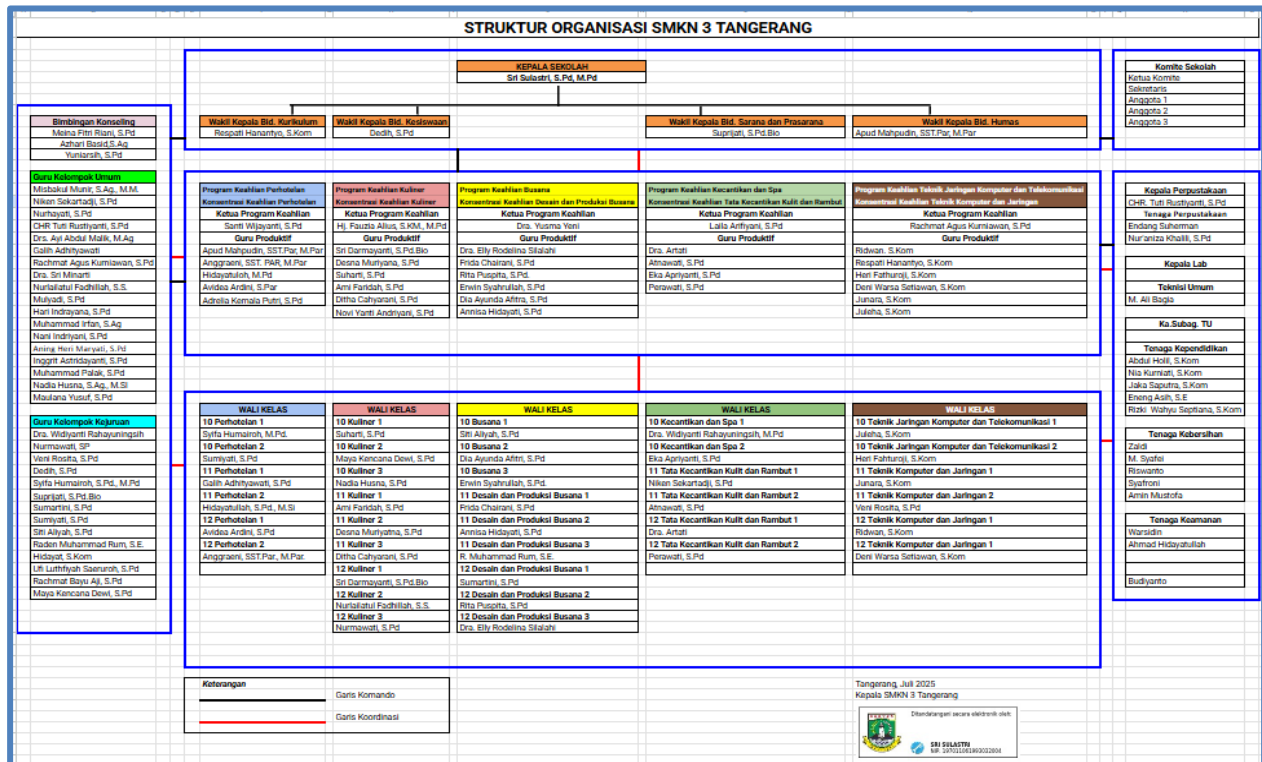 STRUKTUR ORGANISASI SMKN 3 TANGERANG
KEPALA SEKOLAH
Sri Sulastri, S.Pd, M.Pd
Wakil Kepala Bid. Kurikulum
Respati Hanantyo, S.Kom
Wakil Kepala Bid. Kesiswaan
Dedih, S.Pd
Wakil Kepala Bid. Sarana dan Prasarana
Suprijati, S.Pd.Bio
Wakil Kepala Bid. Humas
Apud Mahpudin, SST.Par, M.Par
Komite Sekolah
Ketua Komite
Sekretaris
Anggota 1
Anggota 2
Anggota 3
Bimbingan Konseling
Meina Fitri Riani, S.Pd
Azhari Basid,S.Ag
Yuniarsih, S.Pd
Guru Kelompok Umum
Misbakul Munir, S.Ag., M.M.
Niken Sekartadji, S.Pd
Nurhayati, S.Pd
CHR Tuti Rustiyanti, S.Pd
Drs. Ayi Abdul Malik, M.Ag
Galih Adhityawati
Rachmat Agus Kurniawan, S.Pd
Dra. Sri Minarti
Nurlailatul Fadhillah, S.S.
Mulyadi, S.Pd
Hari Indrayana, S.Pd
Muhammad Irfan, S.Ag
Nani Indriyani, S.Pd
Aning Heri Maryati, S.Pd
Inggrit Astridayanti, S.Pd
Muhammad Palak, S.Pd
Nadia Husna, S.Ag., M.Si
Maulana Yusuf, S.Pd
Guru Kelompok Kejuruan
Dra. Widiyanti Rahayuningsih
Nurmawati, SP
Veni Rosita, S.Pd
Dedih, S.Pd
Syifa Humairoh, S.Pd., M.Pd
Suprijati, S.Pd.Bio
Sumartini, S.Pd
Sumiyati, S.Pd
Siti Aliyah, S.Pd
Raden Muhammad Rum, S.E.
Hidayat, S.Kom
Ufi Luthfiyah Saeruroh, S.Pd
Rachmat Bayu Aji, S.Pd
Maya Kencana Dewi, S.Pd
Program Keahlian Perhotelan
Konsentrasi Keahlian Perhotelan
Ketua Program Keahlian
Santi Wijayanti, S.Pd
Guru Produktif
Apud Mahpudin, SST.Par, M.Par
Anggraeni, SST. PAR, M.Par
Hidayatuloh, M.Pd
Avidea Ardini, S.Par
Adrelia Kemala Putri, S.Pd
Program Keahlian Kuliner
Konsentrasi Keahlian Kuliner
Ketua Program Keahlian
Hj. Fauzia Alius, S.KM., M.Pd
Guru Produktif
Sri Darmayanti, S.Pd.Bio
Desna Muriyana, S.Pd
Suharti, S.Pd
Ami Faridah, S.Pd
Ditha Cahyarani, S.Pd
Novi Yanti Andriyani, S.Pd
Program Keahlian Busana
Konsentrasi Keahlian Desain dan Produksi Busana
Ketua Program Keahlian
Dra. Yusma Yeni
Guru Produktif
Dra. Elly Rodelina Silalahi
Frida Chairani, S.Pd
Rita Puspita, S.Pd.
Erwin Syahrullah, S.Pd
Dia Ayunda Afitra, S.Pd
Annisa Hidayati, S.Pd
Program Keahlian Kecantikan dan Spa
Konsentrasi Keahlian Tata Kecantikan Kulit dan Rambut
Ketua Program Keahlian
Laila Arifiyani, S.Pd
Guru Produktif
Dra. Artati
Atnawati, S.Pd
Eka Apriyanti, S.Pd
Perawati, S.Pd
Program Keahlian Teknik Jaringan Komputer dan Telekomunikasi
Konsentrasi Keahlian Teknik Komputer dan Jaringan
Ketua Program Keahlian
Rachmat Agus Kurniawan, S.Pd
Guru Produktif
Ridwan. S.Kom
Respati Hanantyo, S.Kom
Heri Fathuroji, S.Kom
Deni Warsa Setiawan, S.Kom
Junara, S.Kom
Juleha, S.Kom
Kepala Perpustakaan
CHR. Tuti Rustiyanti, S.Pd
Tenaga Perpustakaan
Endang Suherman
Nur'aniza Khalili, S.Pd
Kepala Lab
Teknisi Umum
M. Ali Bagia
Ka.Subag. TU
Tenaga Kependidikan
Abdul Holil, S.Kom
Nia Kurniati, S.Kom
Jaka Saputra, S.Kom
Eneng Asih, S.E
Rizki Wahyu Septiana, S.Kom
Tenaga Kebersihan
Zaldi
M. Syafei
Riswanto
Syafroni
Amin Mustofa
Tenaga Keamanan
Warsidin
Ahmad Hidayatullah
Budiyanto
WALI KELAS
10 Perhotelan 1
Syifa Humairoh, M.Pd.
10 Perhotelan 2
Sumiyati, S.Pd
11 Perhotelan 1
Galih Adhityawati, S.Pd
11 Perhotelan 2
Hidayatullah, S.Pd., M.Si
12 Perhotelan 1
Avidea Ardini, S.Pd
12 Perhotelan 2
Anggraeni, SST.Par., M.Par.
WALI KELAS
10 Kuliner 1
Suharti, S.Pd
10 Kuliner 2
Maya Kencana Dewi, S.Pd
10 Kuliner 3
Nadia Husna, S.Pd
11 Kuliner 1
Ami Faridah, S.Pd
11 Kuliner 2
Desna Muriyatna, S.Pd
11 Kuliner 3
Ditha Cahyarani, S.Pd
12 Kuliner 1
Sri Darmayanti, S.Pd.Bio
12 Kuliner 2
Nurlailatul Fadhillah, S.S.
12 Kuliner 3
Nurmawati, S.Pd
WALI KELAS
10 Busana 1
Siti Aliyah, S.Pd
10 Busana 2
Dia Ayunda Afitri, S.Pd
10 Busana 3
Erwin Syahrullah, S.Pd.
11 Desain dan Produksi Busana 1
Frida Chairani, S.Pd
11 Desain dan Produksi Busana 2
Annisa Hidayati, S.Pd
11 Desain dan Produksi Busana 3
R. Muhammad Rum, S.E.
12 Desain dan Produksi Busana 1
Sumartini, S.Pd
12 Desain dan Produksi Busana 2
Rita Puspita, S.Pd
12 Desain dan Produksi Busana 3
Dra. Elly Rodelina Silalahi
WALI KELAS
10 Kecantikan dan Spa 1
Dra. Widiyanti Rahayuningsih, M.Pd
10 Kecantikan dan Spa 2
Eka Apriyanti, S.Pd
11 Tata Kecantikan Kulit dan Rambut 1
Niken Sekartadji, S.Pd
11 Tata Kecantikan Kulit dan Rambut 2
Atnawati, S.Pd
12 Tata Kecantikan Kulit dan Rambut 1
Dra. Artati
12 Tata Kecantikan Kulit dan Rambut 2
Perawati, S.Pd
WALI KELAS
10 Teknik Jaringan Komputer dan Telekomunikasi 1
Juleha, S.Kom
10 Teknik Jaringan Komputer dan Telekomunikasi 2
Heri Fahturoji, S.Kom
11 Teknik Komputer dan Jaringan 1
Junara, S.Kom
11 Teknik Komputer dan Jaringan 2
Veni Rosita, S.Pd
12 Teknik Komputer dan Jaringan 1
Ridwan, S.Kom
12 Teknik Komputer dan Jaringan 1
Deni Warsa Setiawan, S.Kom
Keterangan
Garis Komando
Garis Koordinasi
Tangerang, Juli 2025
Kepala SMKN 3 Tangerang
Ditandatangani secara elektronik oleh:
SRI SULASTRI